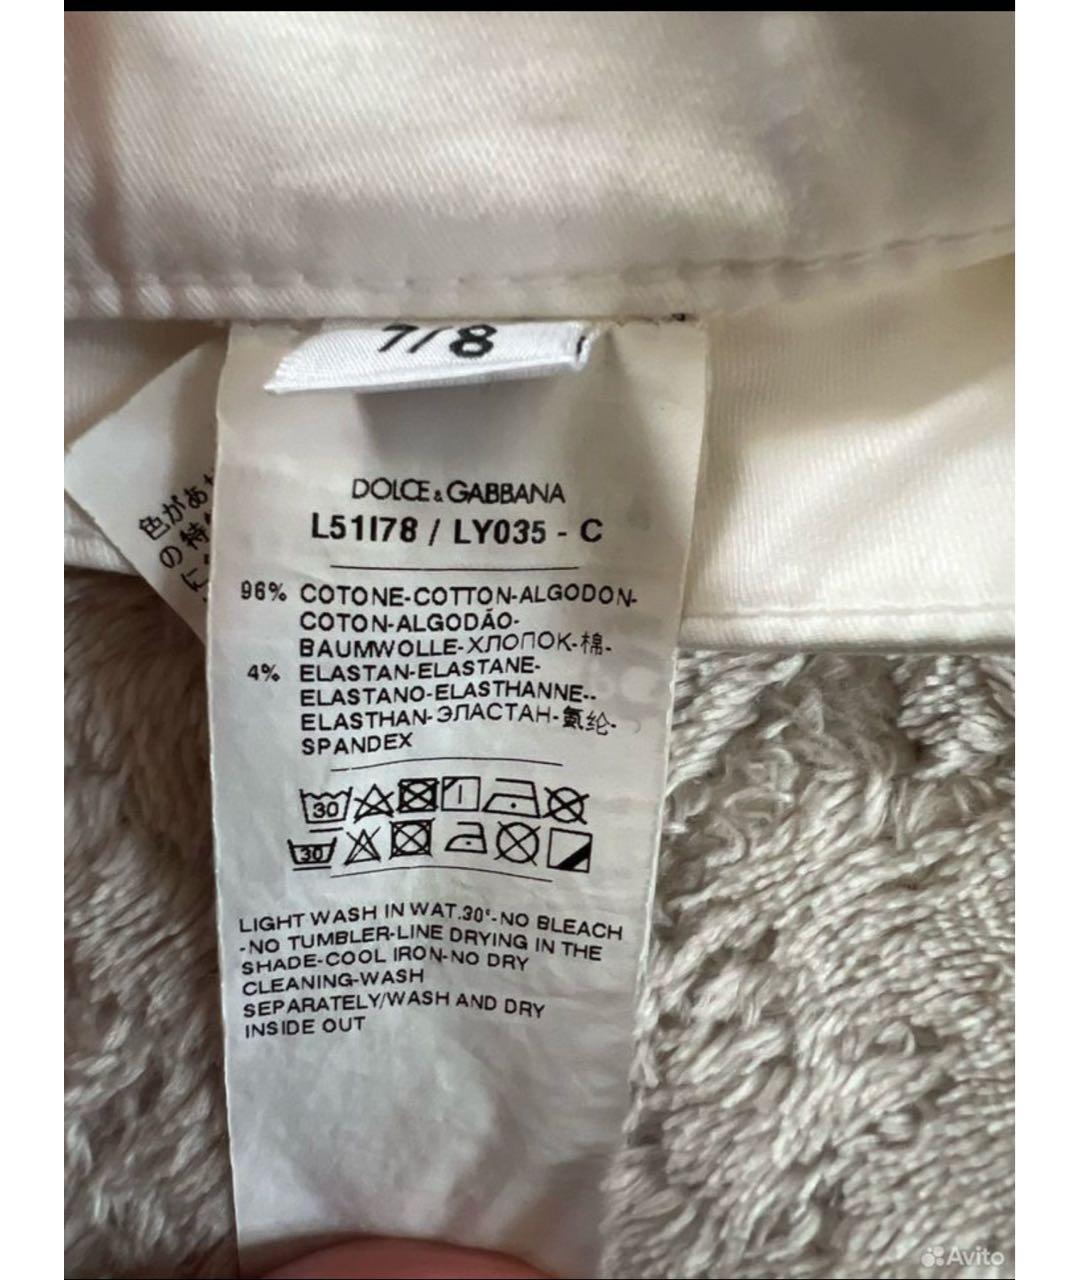 7/8
色があ
の特
に
DOLCE & GABBANA
L51I78 / LY035 - C
96% COTONE-COTTON-ALGODON-
COTON-ALGODÃO-
BAUMWOLLE-ХЛОПОК-棉-
4% ELASTAN-ELASTANE-
ELASTANO-ELASTHANNE-.
ELASTHAN-ЭЛАСТАН-氨纶-
SPANDEX
30
30
LIGHT WASH IN WAT.30°-NO BLEACH
-NO TUMBLER-LINE DRYING IN THE
SHADE-COOL IRON-NO DRY
CLEANING-WASH
SEPARATELY/WASH AND DRY
INSIDE OUT
Avito